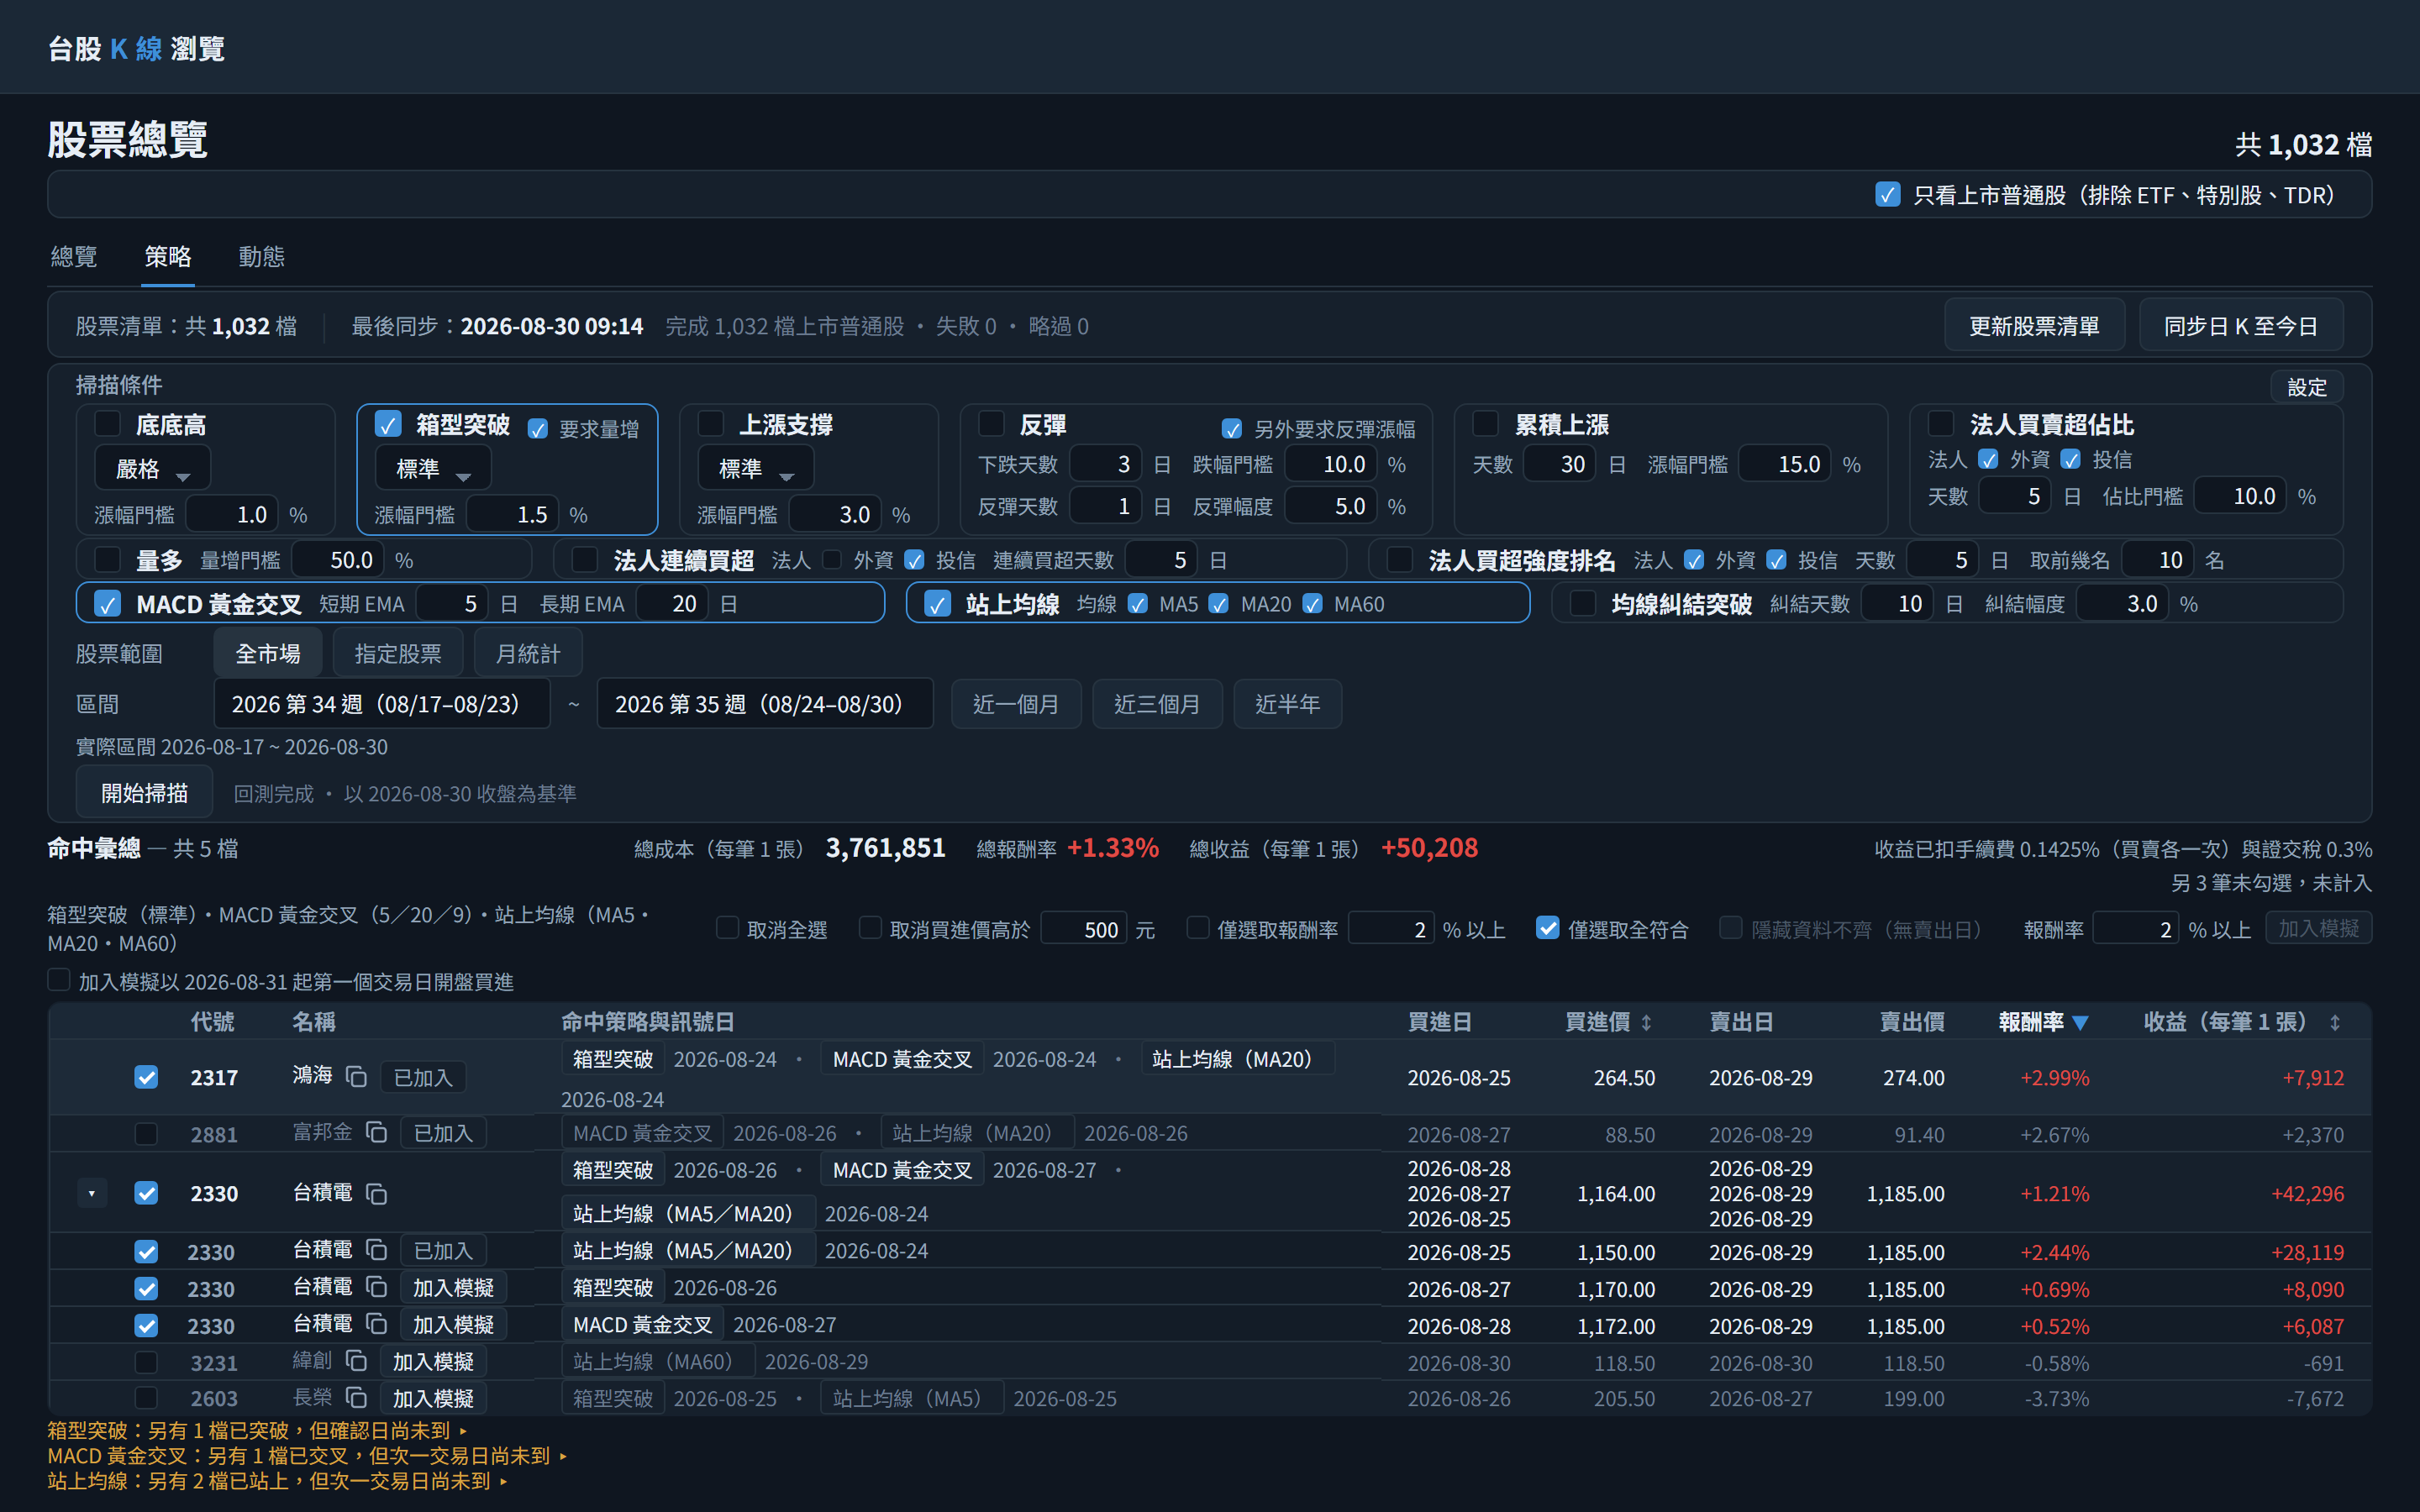 台股 K 線 瀏覽
股票總覽
共 1,032 檔
只看上市普通股（排除 ETF、特別股、TDR）
總覽 策略 動態
股票清單：共 1,032 檔 最後同步：2026-08-30 09:14 完成 1,032 檔上市普通股 · 失敗 0 · 略過 0 更新股票清單 同步日 K 至今日
掃描條件 設定
底底高 箱型突破 要求量增 上漲支撐 反彈 另外要求反彈漲幅 累積上漲 法人買賣超佔比
嚴格 標準 標準 下跌天數 3 日 跌幅門檻 10.0 % 天數 30 日 漲幅門檻 15.0 % 法人 外資 投信
漲幅門檻 1.0 % 漲幅門檻 1.5 % 漲幅門檻 3.0 % 反彈天數 1 日 反彈幅度 5.0 % 天數 5 日 佔比門檻 10.0 %
量多 量增門檻 50.0 % 法人連續買超 法人 外資 投信 連續買超天數 5 日 法人買超強度排名 法人 外資 投信 天數 5 日 取前幾名 10 名
MACD 黃金交叉 短期 EMA 5 日 長期 EMA 20 日 站上均線 均線 MA5 MA20 MA60 均線糾結突破 糾結天數 10 日 糾結幅度 3.0 %
股票範圍 全市場 指定股票 月統計
區間 2026 第 34 週（08/17–08/23） ~ 2026 第 35 週（08/24–08/30） 近一個月 近三個月 近半年
實際區間 2026-08-17 ~ 2026-08-30
開始掃描 回測完成 · 以 2026-08-30 收盤為基準
命中彙總 — 共 5 檔 總成本（每筆 1 張） 3,761,851 總報酬率 +1.33% 總收益（每筆 1 張） +50,208 收益已扣手續費 0.1425%（買賣各一次）與證交稅 0.3%
另 3 筆未勾選，未計入
箱型突破（標準）· MACD 黃金交叉（5／20／9）· 站上均線（MA5 ·
MA20 · MA60）
取消全選 取消買進價高於 500 元 僅選取報酬率 2 % 以上 僅選取全符合 隱藏資料不齊（無賣出日） 報酬率 2 % 以上 加入模擬
加入模擬以 2026-08-31 起第一個交易日開盤買進
代號 名稱 命中策略與訊號日 買進日 買進價 ↕ 賣出日 賣出價 報酬率 ▼ 收益（每筆 1 張） ↕
2317 鴻海 已加入 箱型突破 2026-08-24 · MACD 黃金交叉 2026-08-24 · 站上均線（MA20） 2026-08-25 264.50 2026-08-29 274.00 +2.99% +7,912
2026-08-24
2881 富邦金 已加入 MACD 黃金交叉 2026-08-26 · 站上均線（MA20） 2026-08-26 2026-08-27 88.50 2026-08-29 91.40 +2.67% +2,370
箱型突破 2026-08-26 · MACD 黃金交叉 2026-08-27 · 2026-08-28 2026-08-29
▾ 2330 台積電 2026-08-27 1,164.00 2026-08-29 1,185.00 +1.21% +42,296
站上均線（MA5／MA20） 2026-08-24 2026-08-25 2026-08-29
2330 台積電 已加入 站上均線（MA5／MA20） 2026-08-24 2026-08-25 1,150.00 2026-08-29 1,185.00 +2.44% +28,119
2330 台積電 加入模擬 箱型突破 2026-08-26 2026-08-27 1,170.00 2026-08-29 1,185.00 +0.69% +8,090
2330 台積電 加入模擬 MACD 黃金交叉 2026-08-27 2026-08-28 1,172.00 2026-08-29 1,185.00 +0.52% +6,087
3231 緯創 加入模擬 站上均線（MA60） 2026-08-29 2026-08-30 118.50 2026-08-30 118.50 -0.58% -691
2603 長榮 加入模擬 箱型突破 2026-08-25 · 站上均線（MA5） 2026-08-25 2026-08-26 205.50 2026-08-27 199.00 -3.73% -7,672
箱型突破：另有 1 檔已突破，但確認日尚未到 ▸
MACD 黃金交叉：另有 1 檔已交叉，但次一交易日尚未到 ▸
站上均線：另有 2 檔已站上，但次一交易日尚未到 ▸